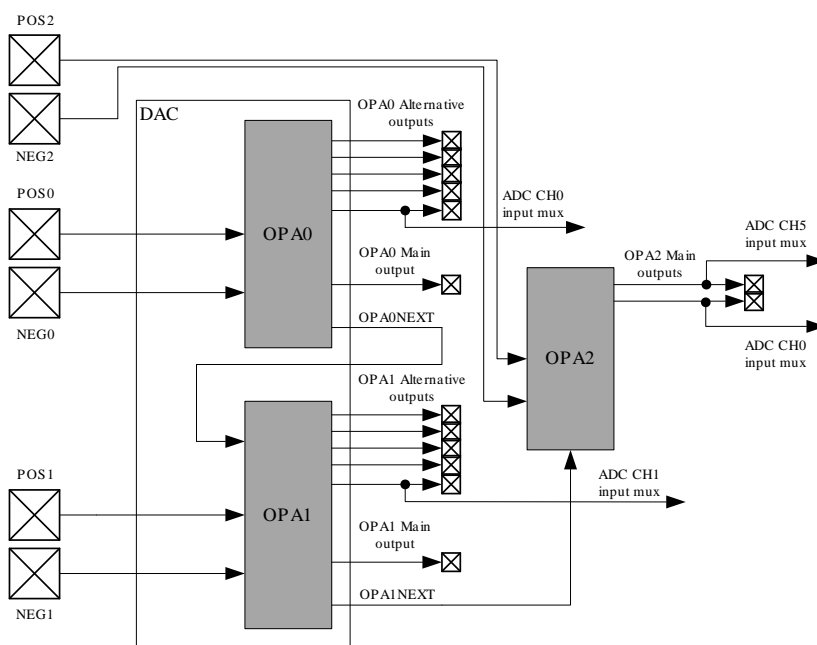 POS2
NEG2
POS0
NEG0
POS1
NEG1
DAC
OPA0 Alternative
outputs
OPA0
ADC CH0
input mux
OPA0 Main
output
OPA0NEXT
OPA1 Alternative
outputs
OPA1
ADC CH1
input mux
OPA1 Main
output
OPA1NEXT
OPA2
OPA2 Main
outputs
ADC CH5
input mux
ADC CH0
input mux